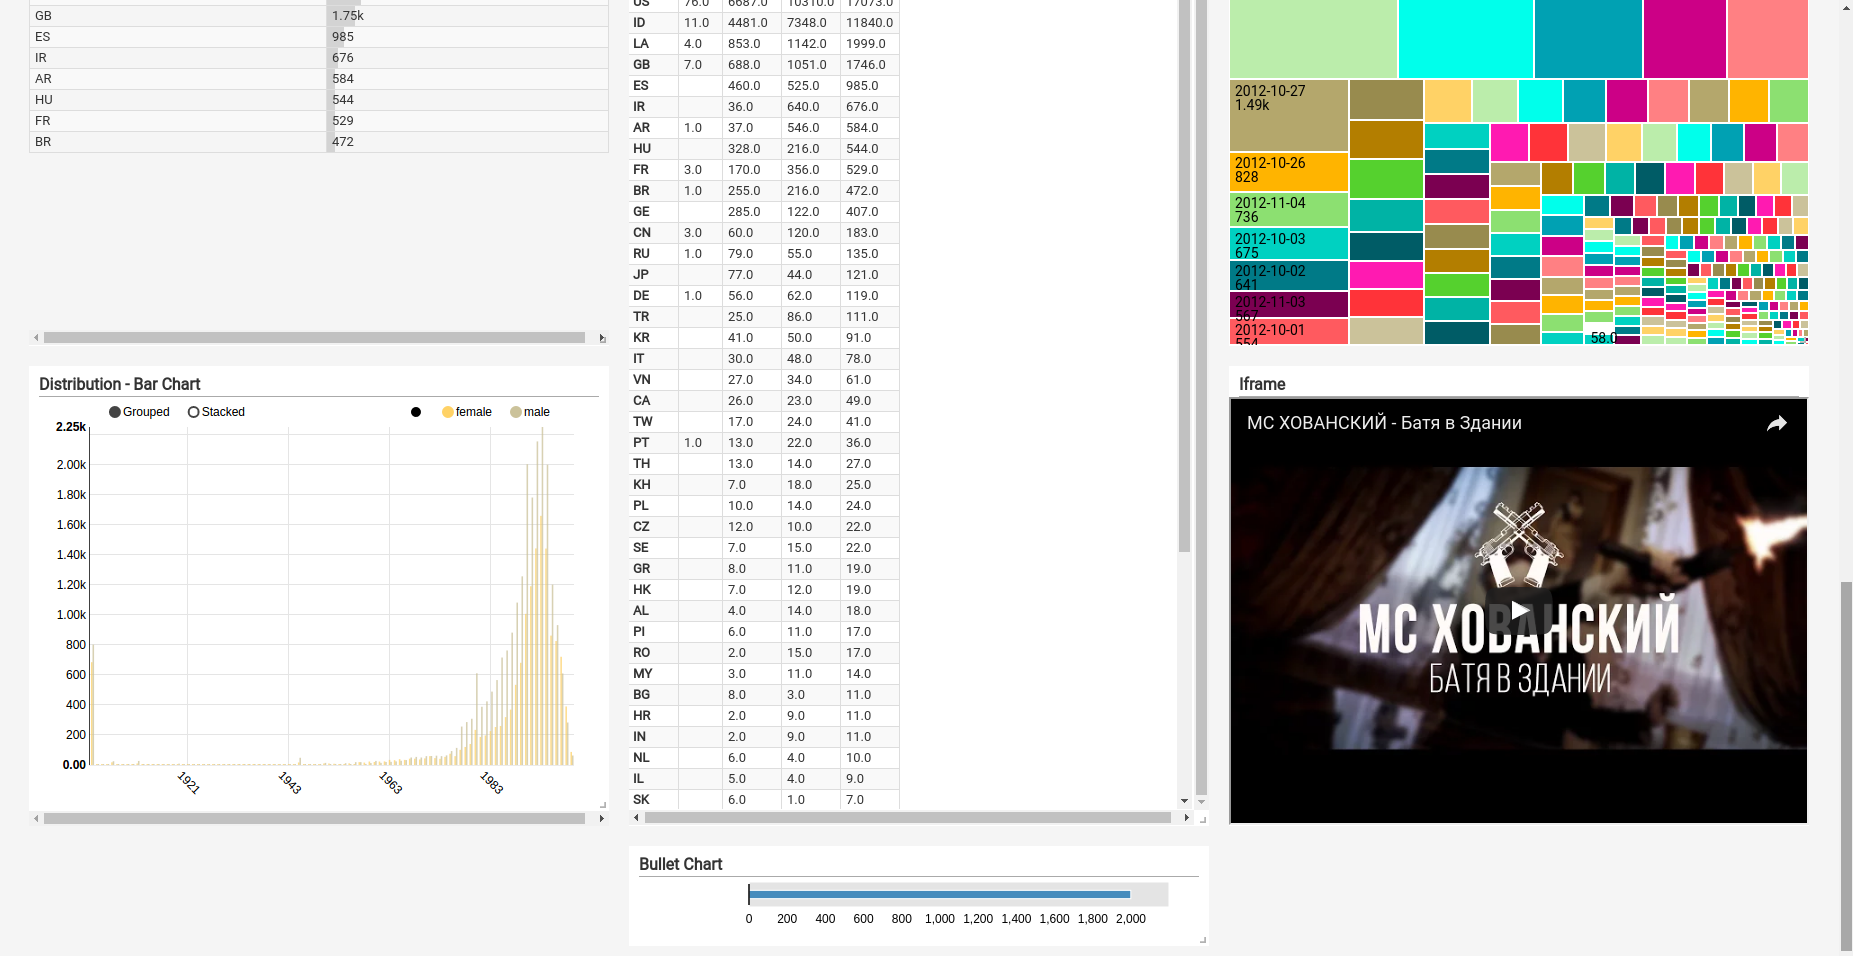 GB 1.75k
ES 985
IR 676
AR 584
HU 544
FR 529
BR 472
Distribution - Bar Chart
Grouped Stacked female male
2.25k
2.00k
1.80k
1.60k
1.40k
1.20k
1.00k
800
600
400
200
0.00
1921 1943 1963 1983
US 76.0 6687.0 10310.0 17073.0
ID 11.0 4481.0 7348.0 11840.0
LA 4.0 853.0 1142.0 1999.0
GB 7.0 688.0 1051.0 1746.0
ES 460.0 525.0 985.0
IR 36.0 640.0 676.0
AR 1.0 37.0 546.0 584.0
HU 328.0 216.0 544.0
FR 3.0 170.0 356.0 529.0
BR 1.0 255.0 216.0 472.0
GE 285.0 122.0 407.0
CN 3.0 60.0 120.0 183.0
RU 1.0 79.0 55.0 135.0
JP 77.0 44.0 121.0
DE 1.0 56.0 62.0 119.0
TR 25.0 86.0 111.0
KR 41.0 50.0 91.0
IT 30.0 48.0 78.0
VN 27.0 34.0 61.0
CA 26.0 23.0 49.0
TW 17.0 24.0 41.0
PT 1.0 13.0 22.0 36.0
TH 13.0 14.0 27.0
KH 7.0 18.0 25.0
PL 10.0 14.0 24.0
CZ 12.0 10.0 22.0
SE 7.0 15.0 22.0
GR 8.0 11.0 19.0
HK 7.0 12.0 19.0
AL 4.0 14.0 18.0
PI 6.0 11.0 17.0
RO 2.0 15.0 17.0
MY 3.0 11.0 14.0
BG 8.0 3.0 11.0
HR 2.0 9.0 11.0
IN 2.0 9.0 11.0
NL 6.0 4.0 10.0
IL 5.0 4.0 9.0
SK 6.0 1.0 7.0
Bullet Chart
0 200 400 600 800 1,000 1,200 1,400 1,600 1,800 2,000
2012-10-27
1.49k
2012-10-26
828
2012-11-04
736
2012-10-03
675
2012-10-02
641
2012-11-03
567
2012-10-01
554
58.0
Iframe
МС ХОВАНСКИЙ - Батя в Здании
МС ХОВАНСКИЙ
БАТЯ В ЗДАНИИ